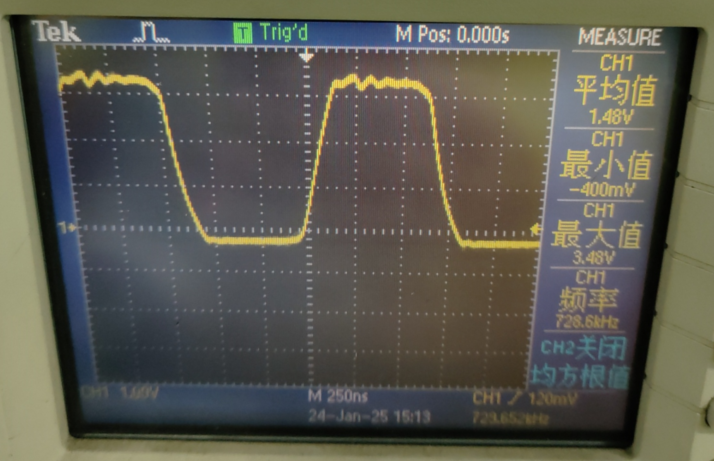 Tek T Trig'd M Pos: 0.000s MEASURE
CH1
平均值
1.48V
CH1
最小值
-400mV
CH1
最大值
3.48V
CH1
频率
728.6kHz
CH2关闭
均方根值
1
CH1 1.00V M 250ns CH1 120mV
24-Jan-25 15:13 729.652kHz